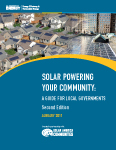 SOLAR POWERING
YOUR COMMUNITY:
A GUIDE FOR LOCAL GOVERNMENTS
Second Edition
JANUARY 2011
SOLAR AMERICA
COMMUNITIES